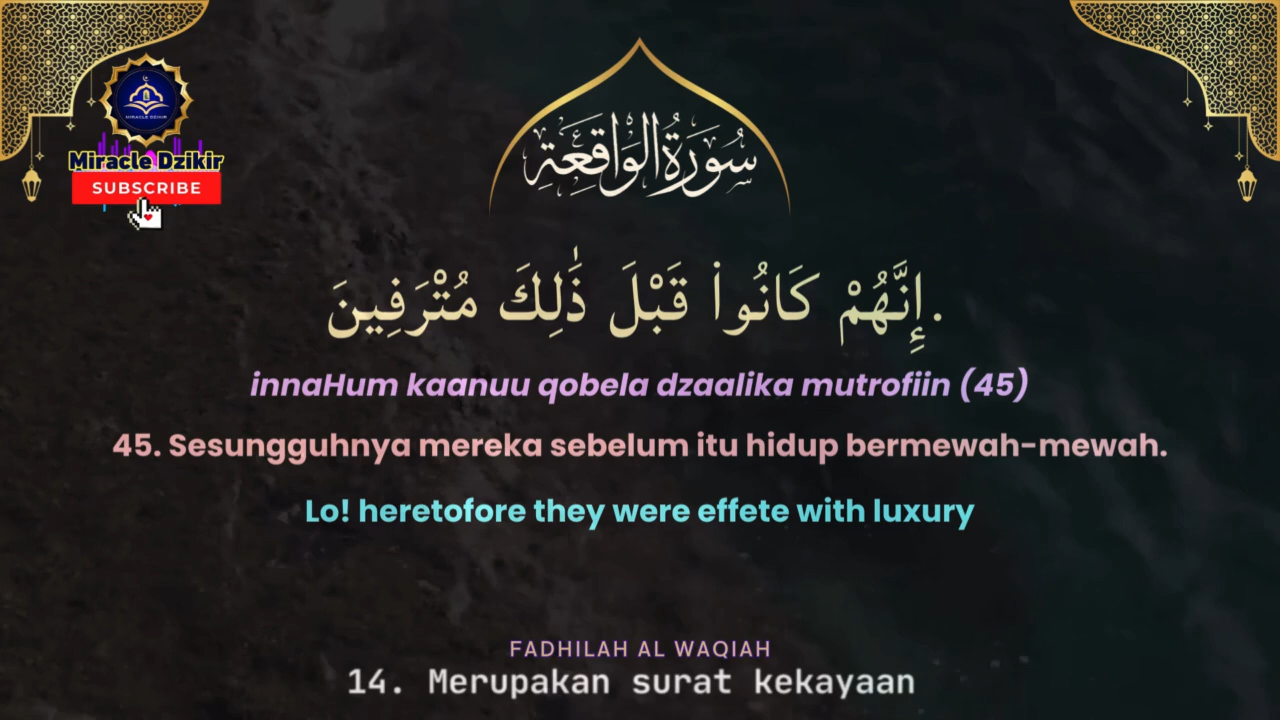 MIRACLE DZIKIR
Miracle Dzikir
SUBSCRIBE
سُورَةُ الوَاقِعَة
إِنَّهُمْ كَانُوا۟ قَبْلَ ذَٰلِكَ مُتْرَفِينَ.
innaHum kaanuu qobela dzaalika mutrofiin (45)
45. Sesungguhnya mereka sebelum itu hidup bermewah-mewah.
Lo! heretofore they were effete with luxury
FADHILAH AL WAQIAH
14. Merupakan surat kekayaan